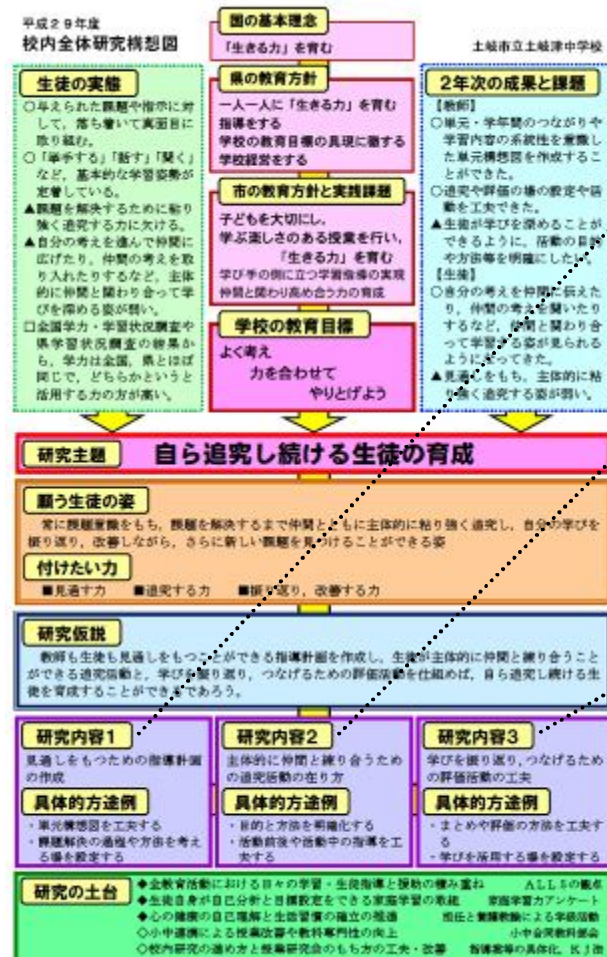 平成29年度
校内全体研究構想図
土岐市立土岐津中学校
国の基本理念
「生きる力」を育む
県の教育方針
一人一人に「生きる力」を育む
指導をする
学校の教育目標の具現に徹する
学校経営をする
市の教育方針と実践課題
子どもを大切にし,
学ぶ楽しさのある授業を行い,
「生きる力」を育む
学び手の側に立つ学習指導の実現
仲間と関わり高め合う力の育成
学校の教育目標
よく考え
力を合わせて
やりとげよう
生徒の実態
○与えられた課題や指示に対
して,落ち着いて真面目に
取り組む。
○「挙手する」「話す」「聞く」
など,基本的な学習姿勢が
定着している。
▲課題を解決するために粘り
強く追究する力に欠ける。
▲自分の考えを進んで仲間に
広げたり,仲間の考えを取
り入れたりするなど,主体
的に仲間と関わり合って学
びを深める姿が弱い。
□全国学力・学習状況調査や
県学習状況調査の結果か
ら,学力は全国,県とほぼ
同じで,どちらかというと
活用する力の方が高い。
2年次の成果と課題
【教師】
○単元・学年間のつながりや
学習内容の系統性を意識し
た単元構想図を作成するこ
とができた。
○追究や評価の場の設定や活
動を工夫できた。
▲生徒が学びを深めることが
できるように,活動の目的
や方法等を明確にしたい。
【生徒】
○自分の考えを仲間に伝えた
り,仲間の考えを聞いたり
するなど,仲間と関わり合
って学習する姿が見られる
ようになってきた。
▲見通しをもち,主体的に粘
り強く追究する姿が弱い。
研究主題 自ら追究し続ける生徒の育成
願う生徒の姿
常に課題意識をもち,課題を解決するまで仲間とともに主体的に粘り強く追究し,自分の学びを
振り返り,改善しながら,さらに新しい課題を見つけることができる姿
付けたい力
■見通す力 ■追究する力 ■振り返り,改善する力
研究仮説
教師も生徒も見通しをもつことができる指導計画を作成し,生徒が主体的に仲間と練り合うこと
ができる追究活動と,学びを振り返り,つなげるための評価活動を仕組めば,自ら追究し続ける生
徒を育成することができるであろう。
研究内容1
見通しをもつための指導計画
の作成
具体的方途例
・単元構想図を工夫する
・課題解決の過程や方法を考え
る場を設定する
研究内容2
主体的に仲間と練り合うため
の追究活動の在り方
具体的方途例
・目的と方法を明確化する
・活動前後や活動中の指導を工
夫する
研究内容3
学びを振り返り,つなげるため
の評価活動の工夫
具体的方途例
・まとめや評価の方法を工夫す
る
・学びを活用する場を設定する
研究の土台
◆全教育活動における日々の学習・生徒指導と援助の積み重ね ALLSの観点
◆生徒自身が自己分析と目標設定をできる家庭学習の取組 家庭学習力アンケート
◆心の健康の自己理解と生活習慣の確立の推進 担任と養護教諭による学級活動
◇小中連携による授業改善や教科専門性の向上 小中合同教科部会
◇校内研究の進め方と授業研究会のもち方の工夫・改善 指導案等の具体化,KJ法